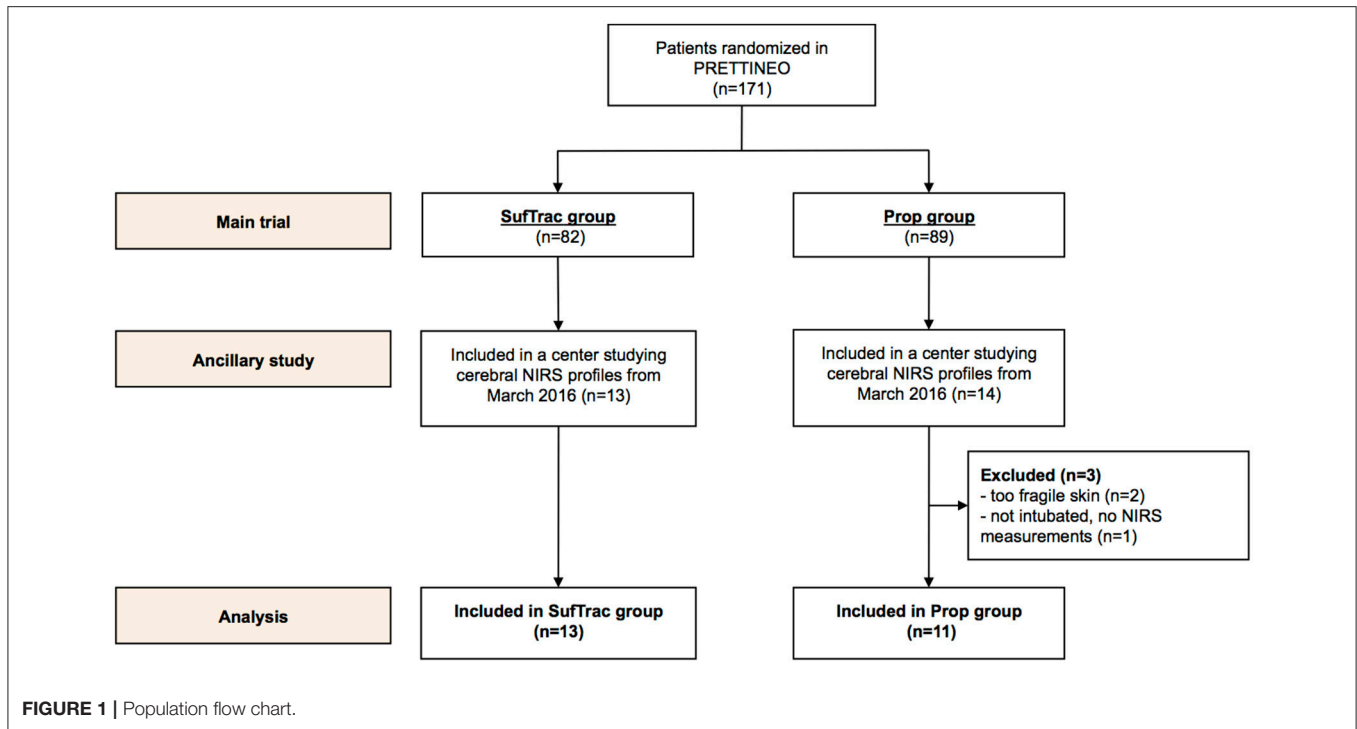 Patients randomized in
PRETTINEO
(n=171)
Main trial
SufTrac group
(n=82)
Prop group
(n=89)
Ancillary study
Included in a center studying
cerebral NIRS profiles from
March 2016 (n=13)
Included in a center studying
cerebral NIRS profiles from
March 2016 (n=14)
Excluded (n=3)
- too fragile skin (n=2)
- not intubated, no NIRS
measurements (n=1)
Analysis
Included in SufTrac group
(n=13)
Included in Prop group
(n=11)
FIGURE 1 | Population flow chart.